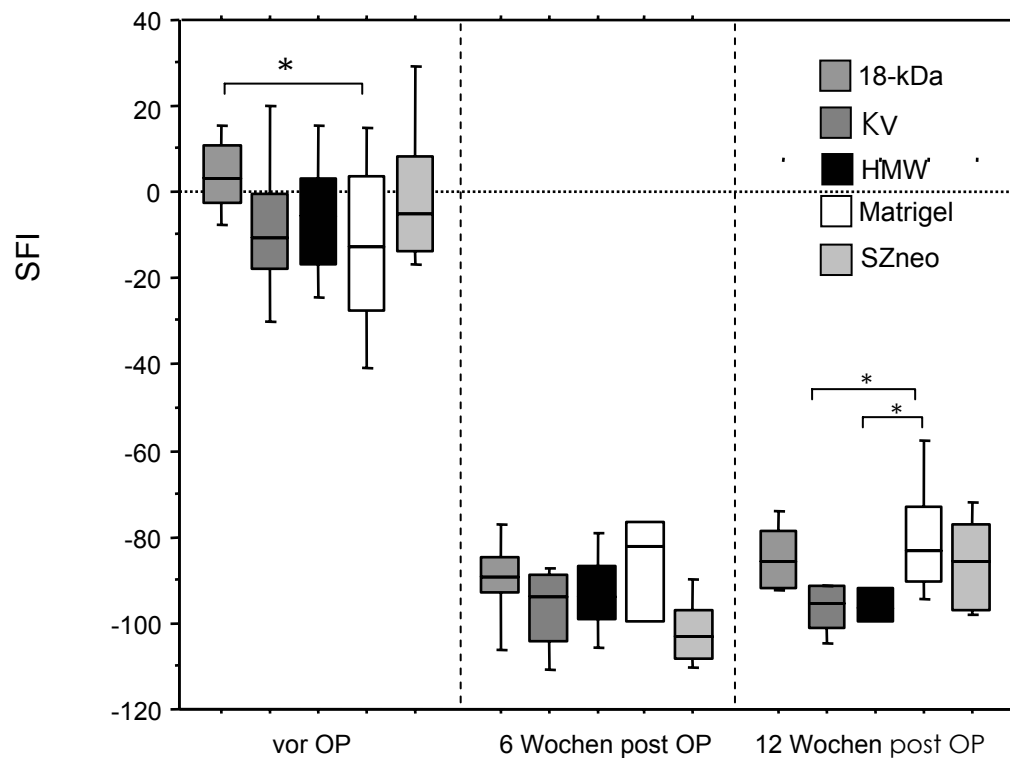 SFI
40
20
0
-20
-40
-60
-80
-100
-120
*
*
*
18-kDa
Kv
HMW
Matrigel
SZneo
vor OP
6 Wochen post OP
12 Wochen post OP